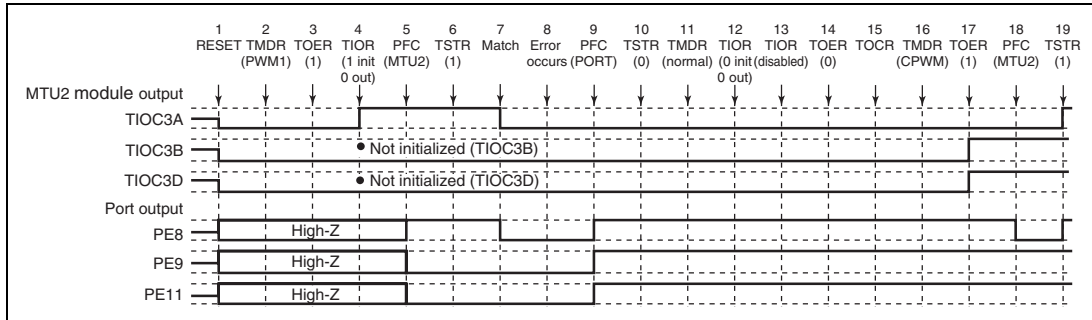 1 2 3 4 5 6 7 8 9 10 11 12 13 14 15 16 17 18 19
RESET TMDR TOER TIOR PFC TSTR Match Error PFC TSTR TMDR TIOR TIOR TOER TOCR TMDR TOER PFC TSTR
(PWM1) (1) (1 init (MTU2) (1) occurs (PORT) (0) (normal) (0 init (disabled) (0) (CPWM) (1) (MTU2) (1)
0 out) 0 out)
MTU2 module output
TIOC3A
TIOC3B • Not initialized (TIOC3B)
TIOC3D • Not initialized (TIOC3D)
Port output
PE8 High-Z
PE9 High-Z
PE11 High-Z